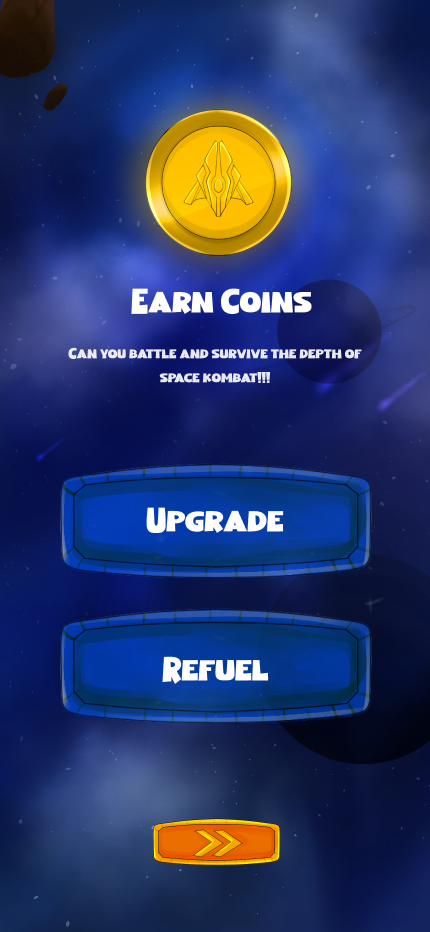 Earn Coins
Can you battle and survive the depth of
space kombat!!!
Upgrade
Refuel